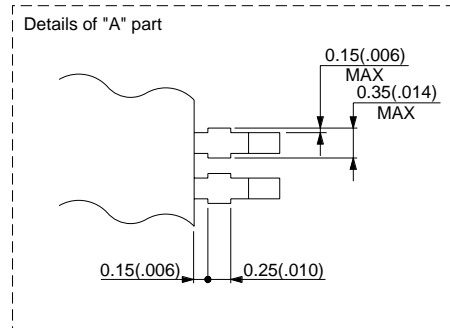 Details of "A" part
0.15(.006)
MAX
0.35(.014)
MAX
0.15(.006)
0.25(.010)